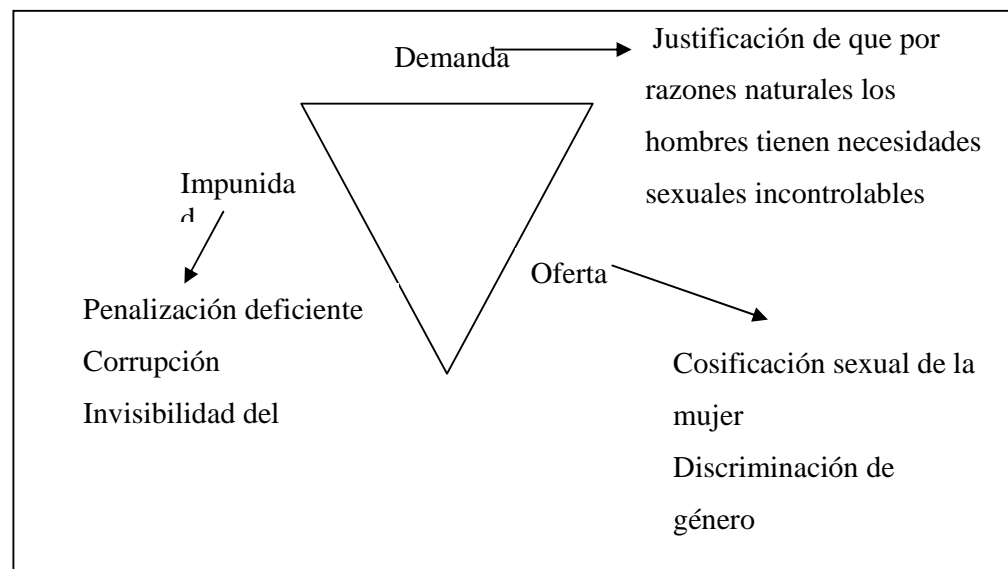 Demanda
Justificación de que por
razones naturales los
hombres tienen necesidades
sexuales incontrolables
Impunida
d
Oferta
Penalización deficiente
Corrupción
Invisibilidad del
Cosificación sexual de la
mujer
Discriminación de
género